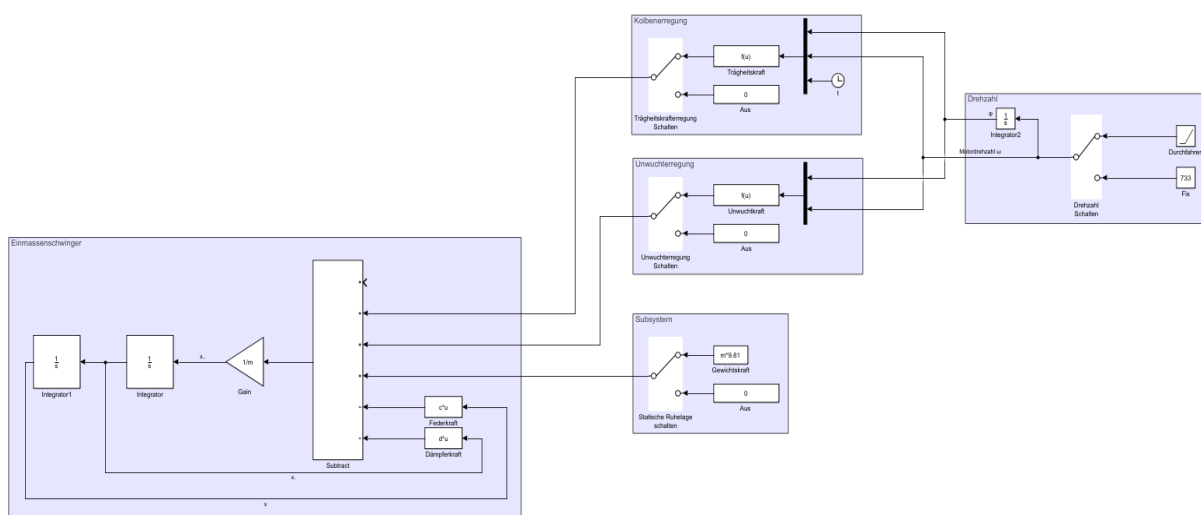 Kolbenerregung
f(u)
Trägheitskraft
0
Aus
Trägheitskrafterregung
Schalten
t
Drehzahl
φ
1
s
Integrator2
Motordrehzahl ω
Durchfahren
733
Fix
Drehzahl
Schalten
Unwuchterregung
f(u)
Unwuchtkraft
0
Aus
Unwuchterregung
Schalten
Einmassenschwinger
1
s
Integrator1
1
s
Integrator
x..
1/m
Gain
+
+
+
+
-
-
Subtract
c*u
Federkraft
d*u
Dämpferkraft
x.
x
Subsystem
m*9.81
Gewichtskraft
0
Aus
Statische Ruhelage
schalten